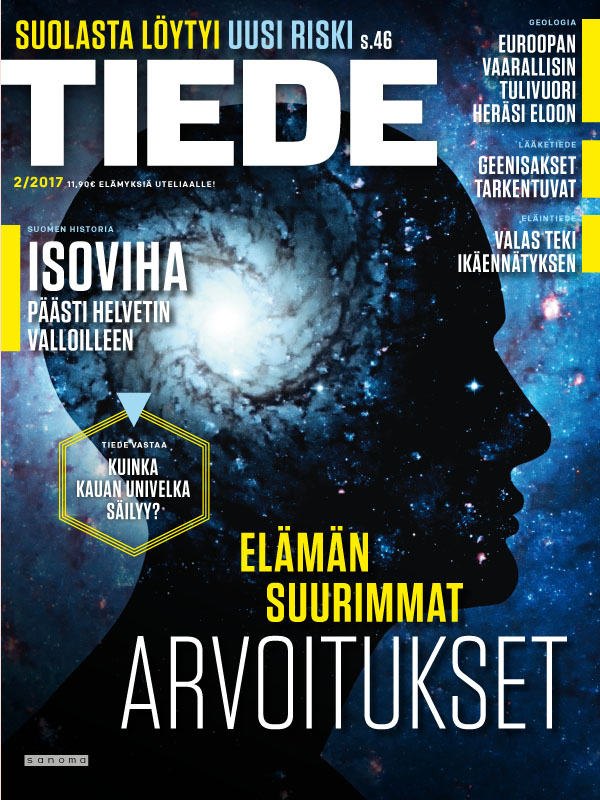 SUOLASTA LÖYTYI UUSI RISKI s.46
TIEDE
2/2017 11,90€ ELÄMYKSIÄ UTELIAALLE!
GEOLOGIA
EUROOPAN
VAARALLISIN
TULIVUORI
HERÄSI ELOON
LÄÄKETIEDE
GEENISAKSET
TARKENTUVAT
ELÄINTIEDE
VALAS TEKI
IKÄENNÄTYKSEN
SUOMEN HISTORIA
ISOVIHA
PÄÄSTI HELVETIN
VALLOILLEEN
TIEDE VASTAA
KUINKA
KAUAN UNIVELKA
SÄILYY?
ELÄMÄN
SUURIMMAT
ARVOITUKSET
sanoma